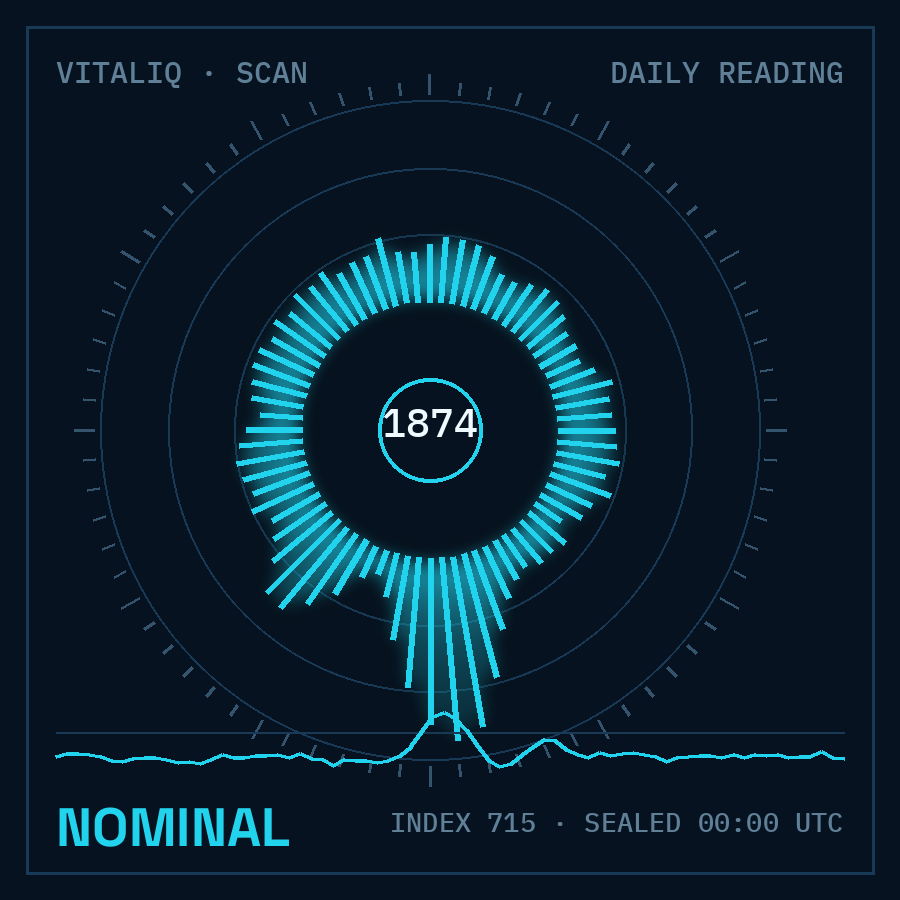 VITALIQ · SCAN
DAILY READING
1874
NOMINAL
INDEX 715 · SEALED 00:00 UTC